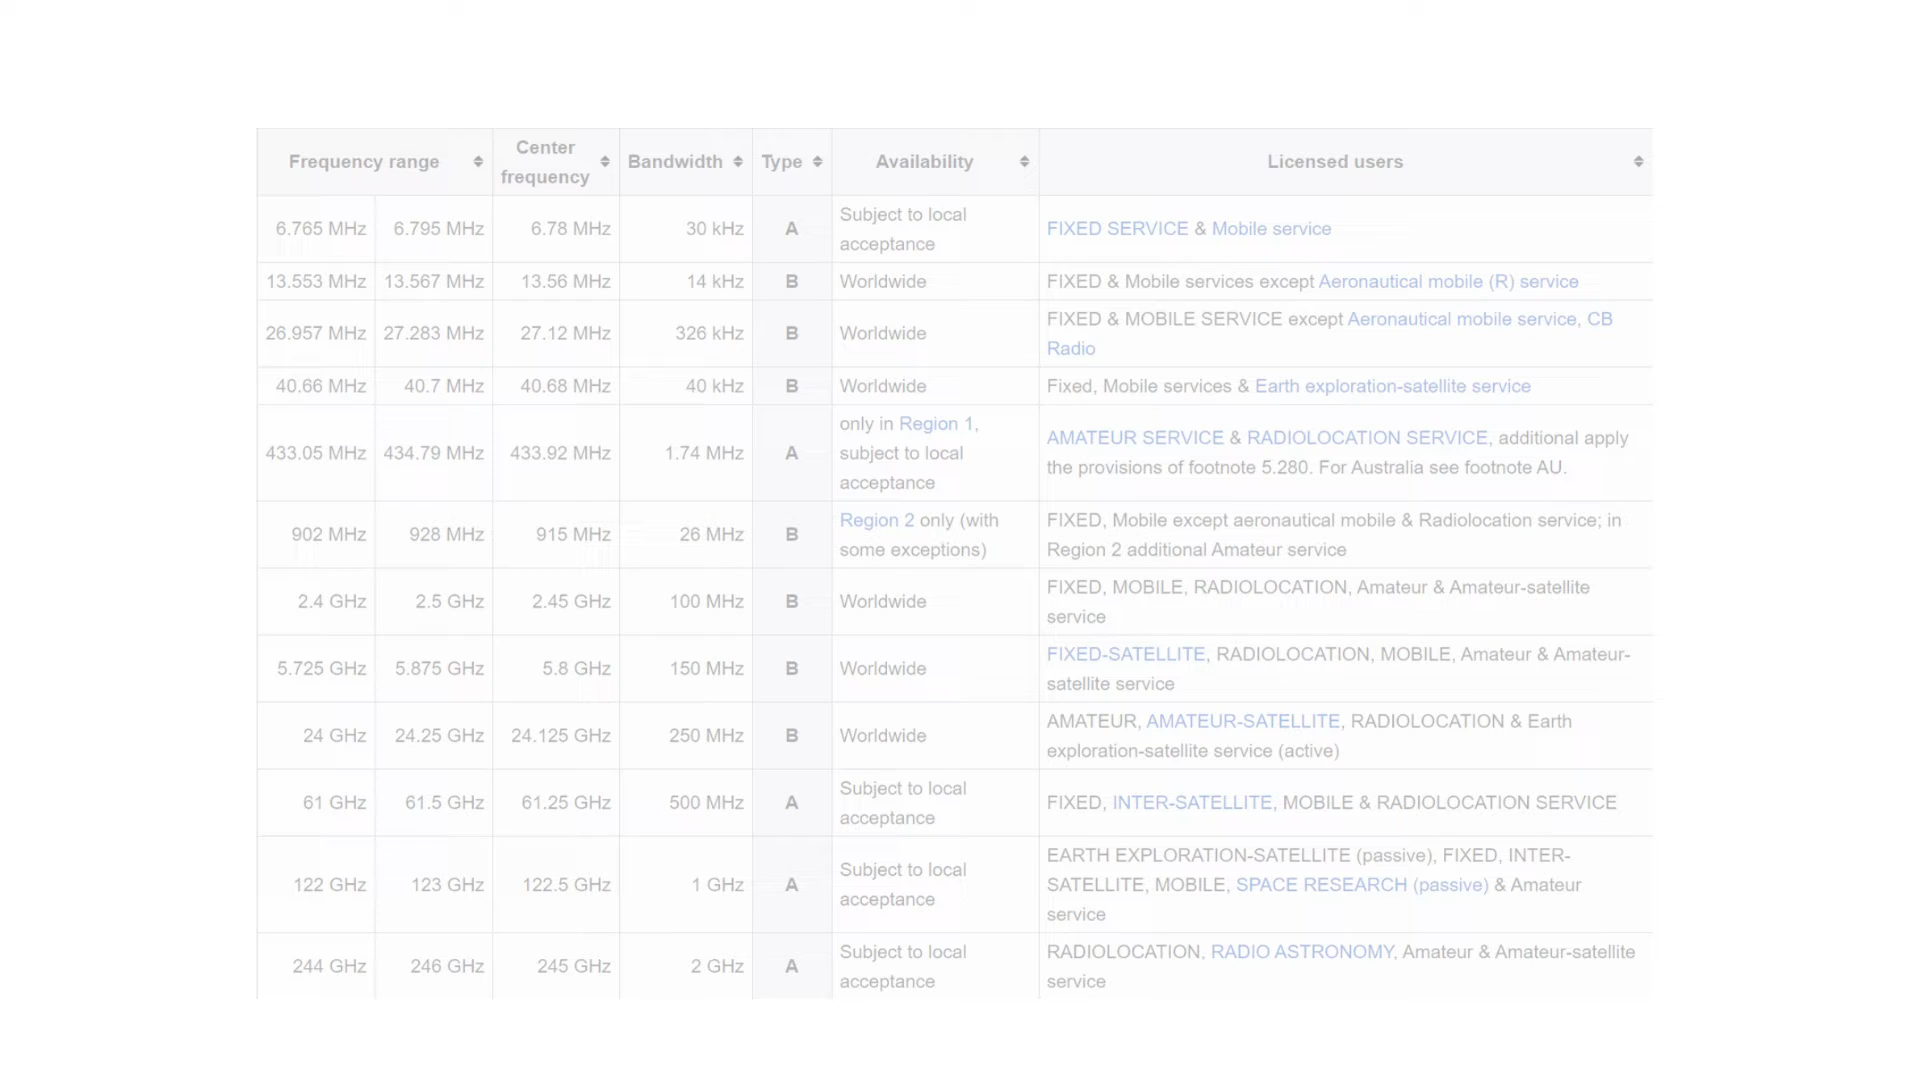 Frequency range Center frequency Bandwidth Type Availability Licensed users
6.765 MHz 6.795 MHz 6.78 MHz 30 kHz A Subject to local acceptance FIXED SERVICE & Mobile service
13.553 MHz 13.567 MHz 13.56 MHz 14 kHz B Worldwide FIXED & Mobile services except Aeronautical mobile (R) service
26.957 MHz 27.283 MHz 27.12 MHz 326 kHz B Worldwide FIXED & MOBILE SERVICE except Aeronautical mobile service, CB Radio
40.66 MHz 40.7 MHz 40.68 MHz 40 kHz B Worldwide Fixed, Mobile services & Earth exploration-satellite service
433.05 MHz 434.79 MHz 433.92 MHz 1.74 MHz A only in Region 1, subject to local acceptance AMATEUR SERVICE & RADIOLOCATION SERVICE, additional apply the provisions of footnote 5.280. For Australia see footnote AU.
902 MHz 928 MHz 915 MHz 26 MHz B Region 2 only (with some exceptions) FIXED, Mobile except aeronautical mobile & Radiolocation service; in Region 2 additional Amateur service
2.4 GHz 2.5 GHz 2.45 GHz 100 MHz B Worldwide FIXED, MOBILE, RADIOLOCATION, Amateur & Amateur-satellite service
5.725 GHz 5.875 GHz 5.8 GHz 150 MHz B Worldwide FIXED-SATELLITE, RADIOLOCATION, MOBILE, Amateur & Amateur-satellite service
24 GHz 24.25 GHz 24.125 GHz 250 MHz B Worldwide AMATEUR, AMATEUR-SATELLITE, RADIOLOCATION & Earth exploration-satellite service (active)
61 GHz 61.5 GHz 61.25 GHz 500 MHz A Subject to local acceptance FIXED, INTER-SATELLITE, MOBILE & RADIOLOCATION SERVICE
122 GHz 123 GHz 122.5 GHz 1 GHz A Subject to local acceptance EARTH EXPLORATION-SATELLITE (passive), FIXED, INTER-SATELLITE, MOBILE, SPACE RESEARCH (passive) & Amateur service
244 GHz 246 GHz 245 GHz 2 GHz A Subject to local acceptance RADIOLOCATION, RADIO ASTRONOMY, Amateur & Amateur-satellite service